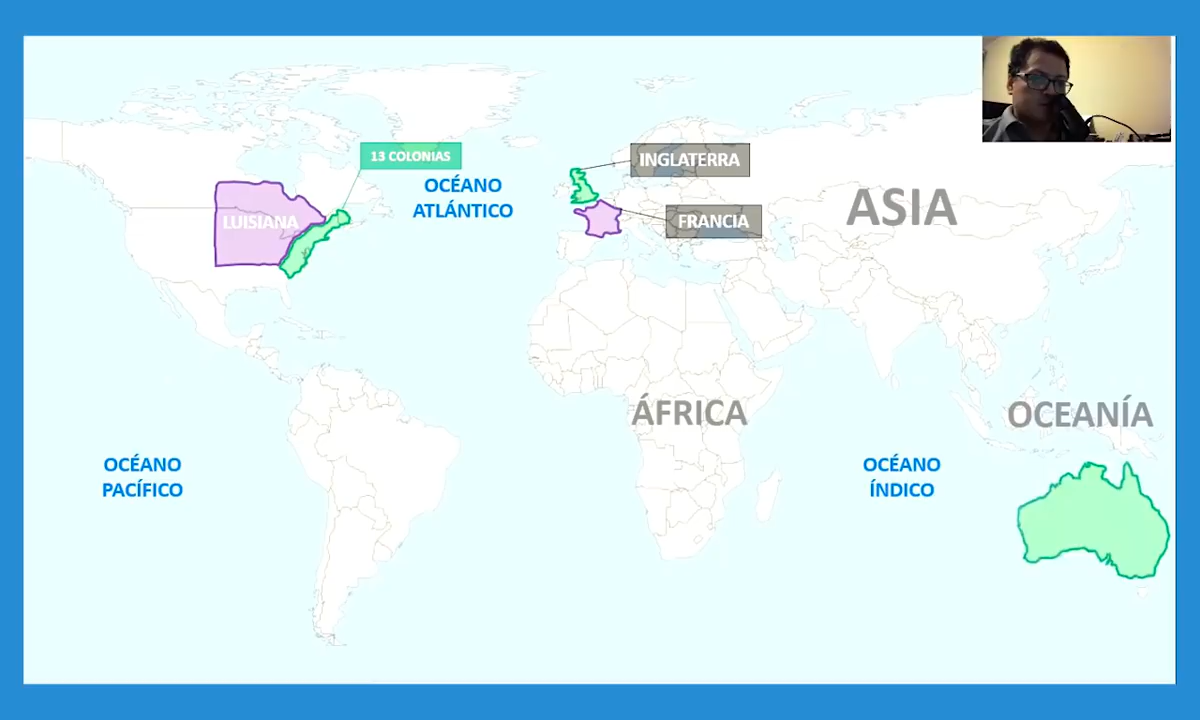 13 COLONIAS
INGLATERRA
OCÉANO
ATLÁNTICO
ASIA
LUISIANA
FRANCIA
ÁFRICA
OCEANÍA
OCÉANO
PACÍFICO
OCÉANO
ÍNDICO